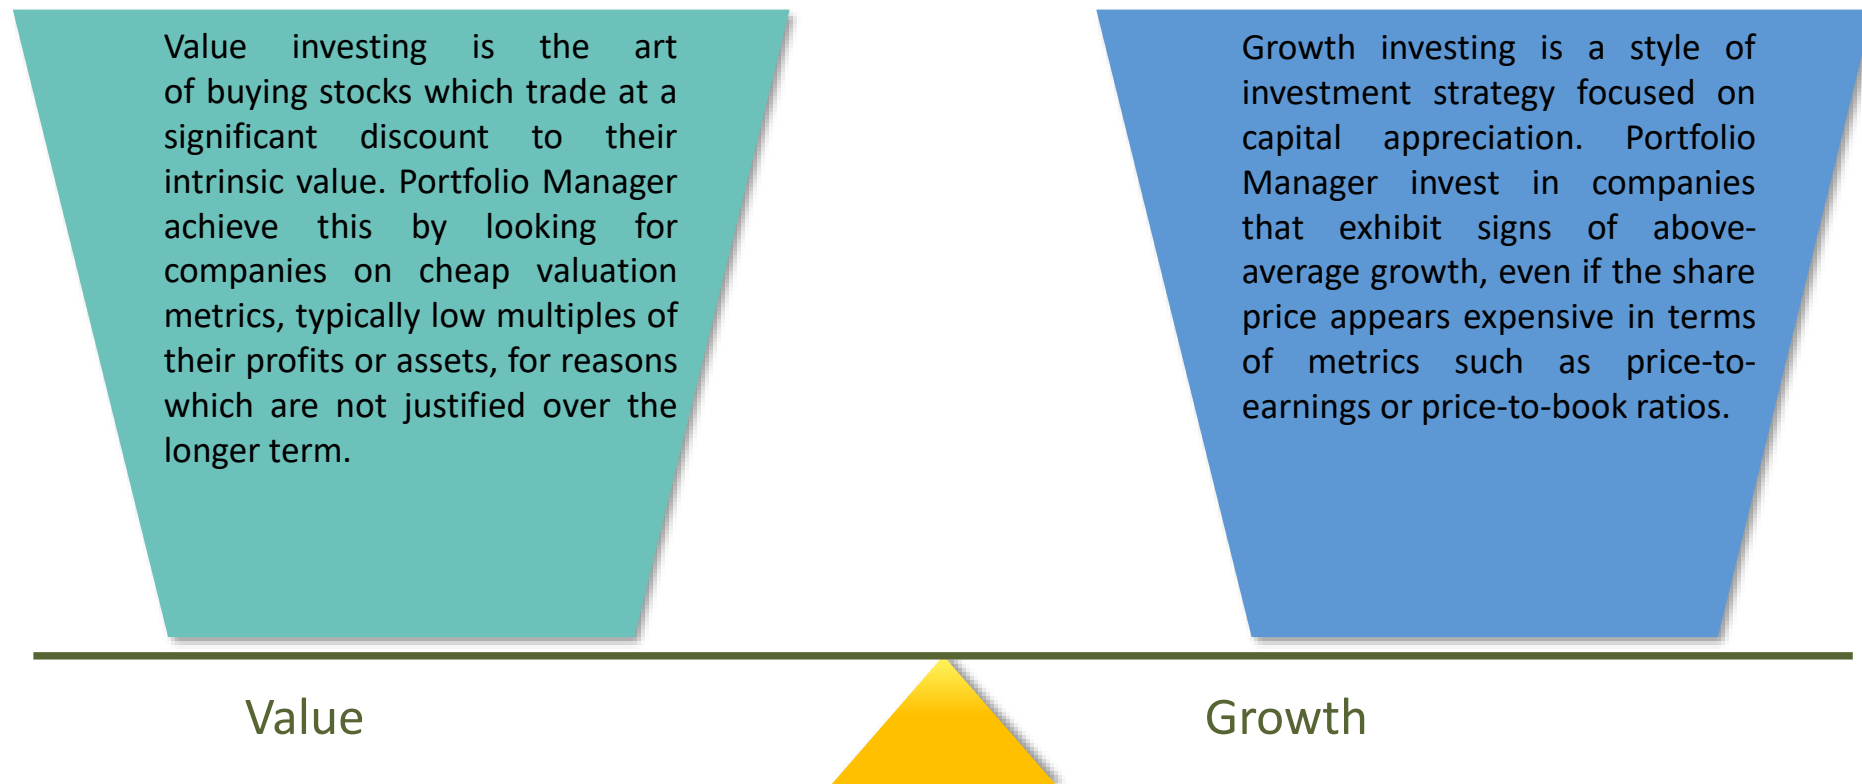 Value investing is the art
of buying stocks which trade at a
significant discount to their
intrinsic value. Portfolio Manager
achieve this by looking for
companies on cheap valuation
metrics, typically low multiples of
their profits or assets, for reasons
which are not justified over the
longer term.
Growth investing is a style of
investment strategy focused on
capital appreciation. Portfolio
Manager invest in companies
that exhibit signs of above-
average growth, even if the share
price appears expensive in terms
of metrics such as price-to-
earnings or price-to-book ratios.
Value
Growth